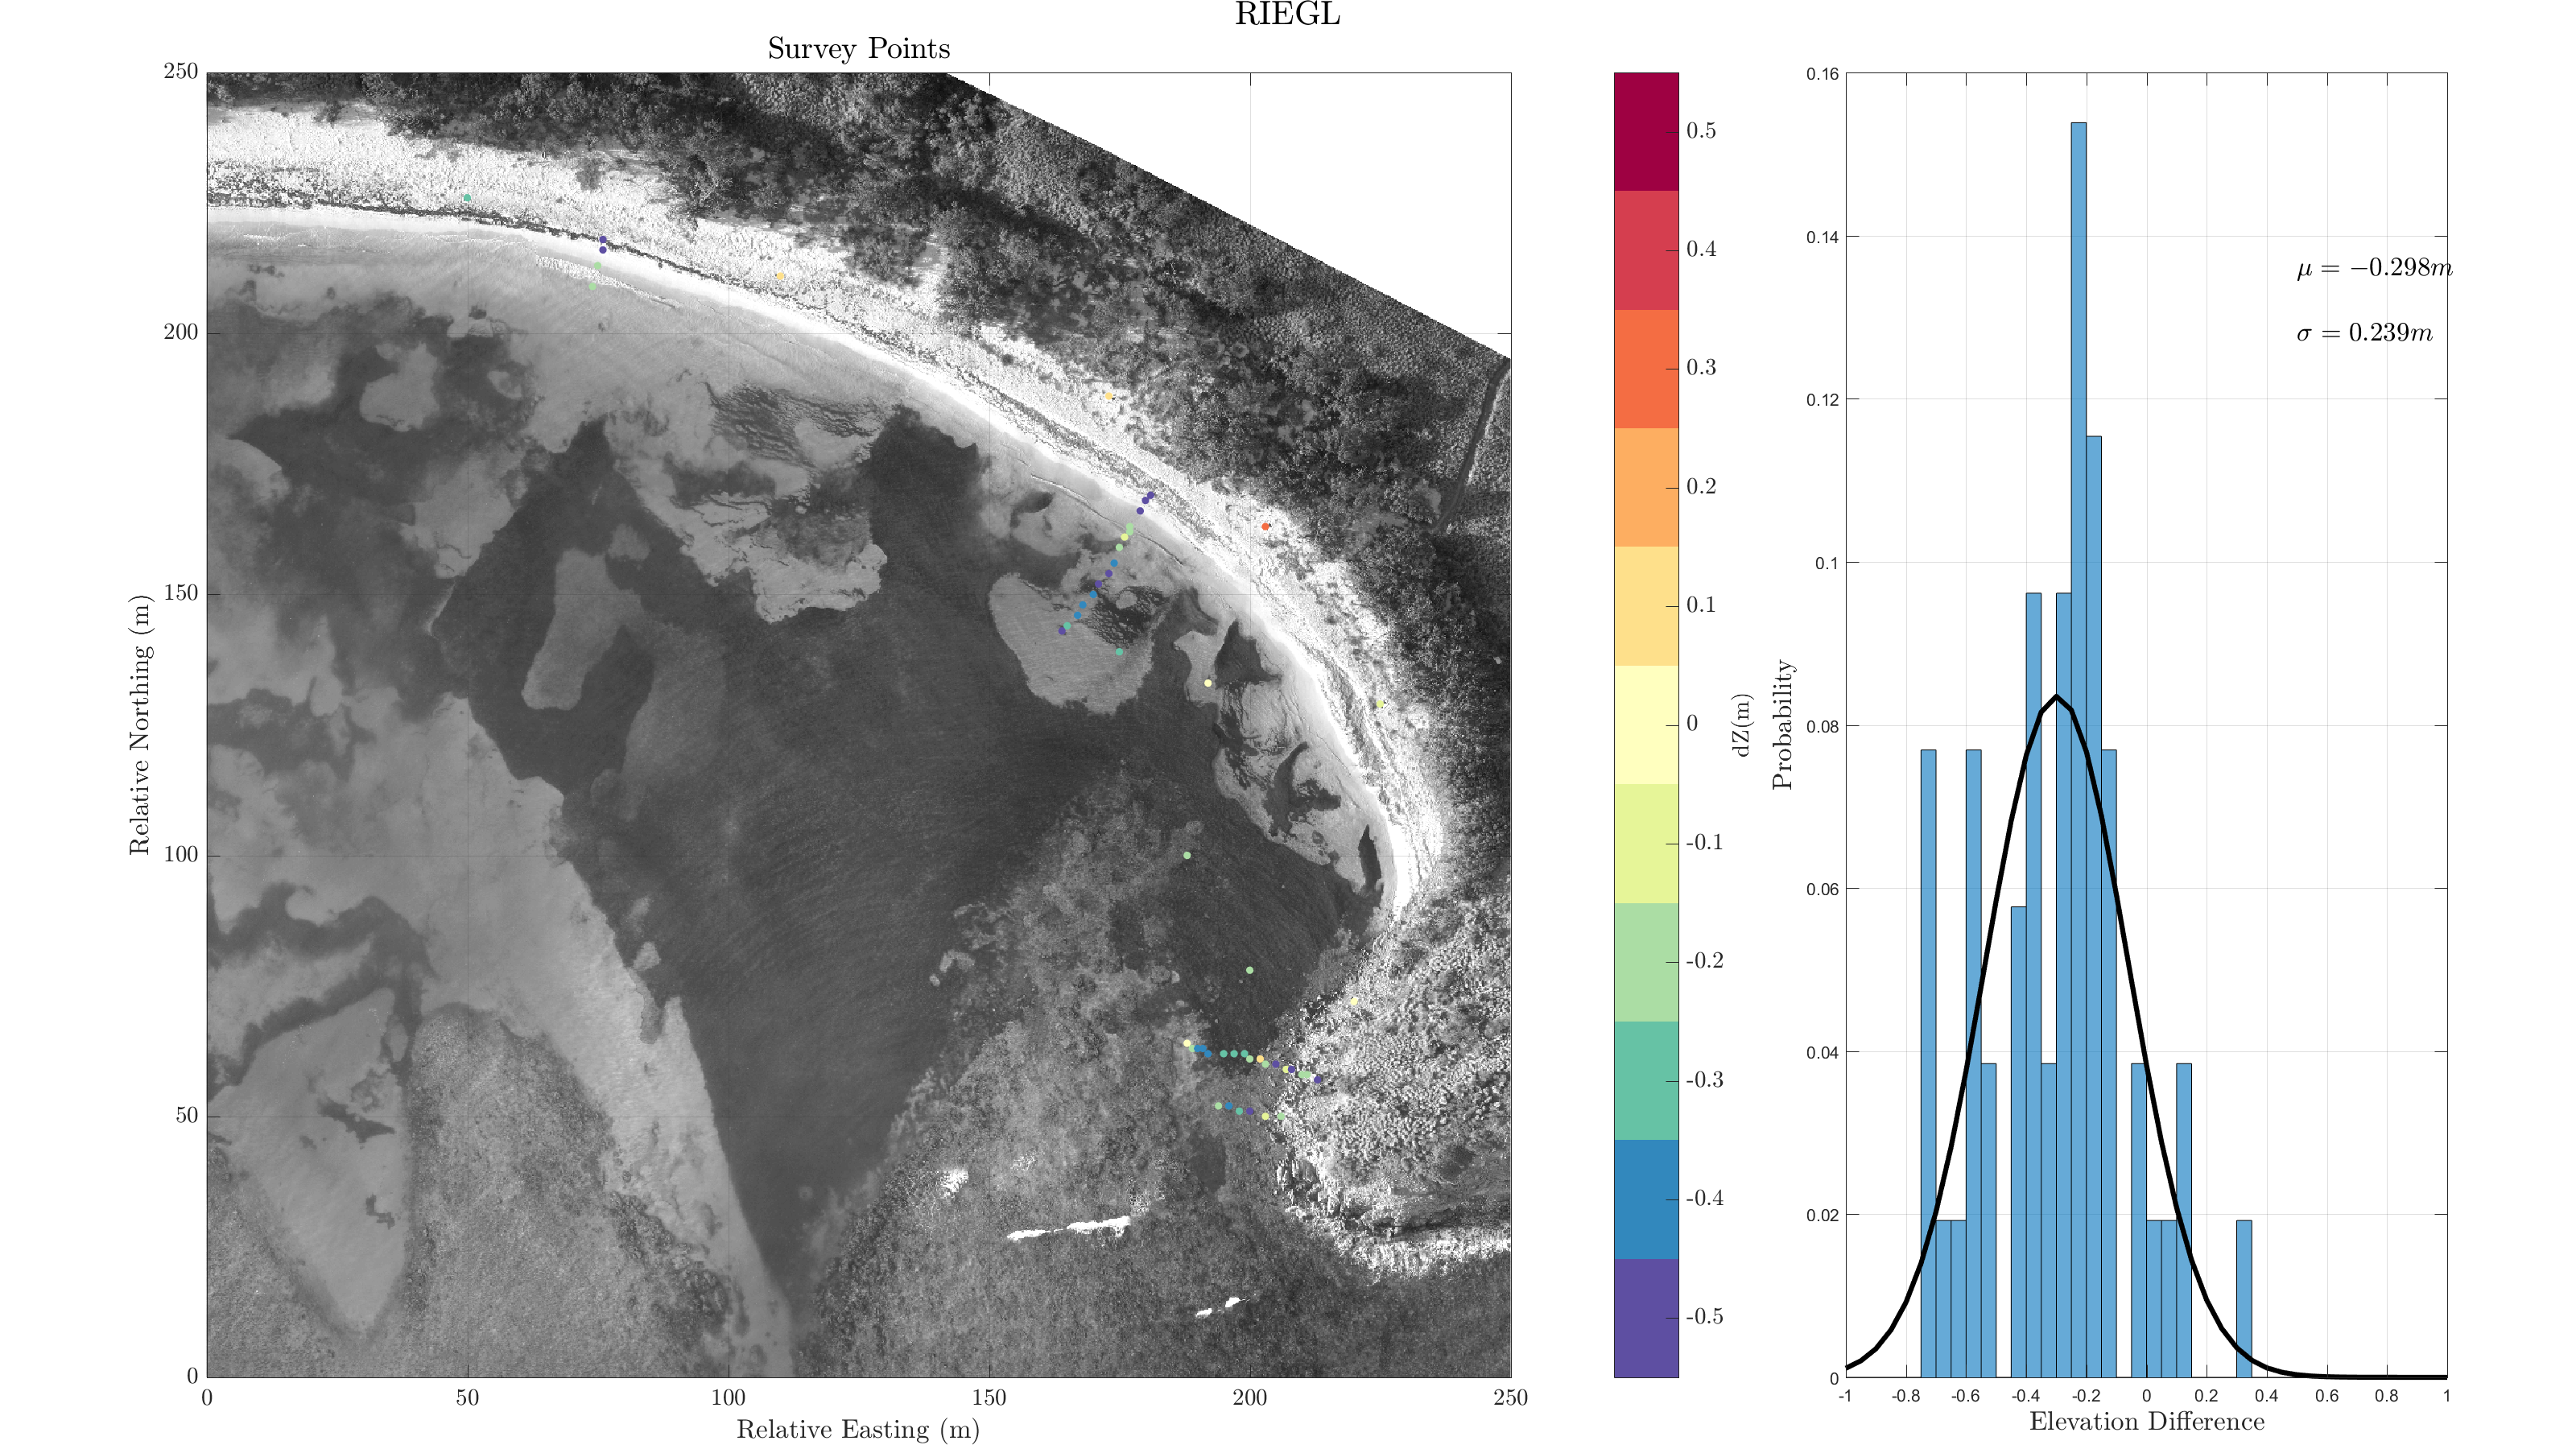 RIEGL
Survey Points
250
200
150
100
50
0
0 50 100 150 200 250
Relative Northing (m)
Relative Easting (m)
0.5
0.4
0.3
0.2
0.1
0
-0.1
-0.2
-0.3
-0.4
-0.5
dZ(m)
0.16
0.14
0.12
0.1
0.08
0.06
0.04
0.02
0
Probability
μ = −0.298m
σ = 0.239m
-1 -0.8 -0.6 -0.4 -0.2 0 0.2 0.4 0.6 0.8 1
Elevation Difference